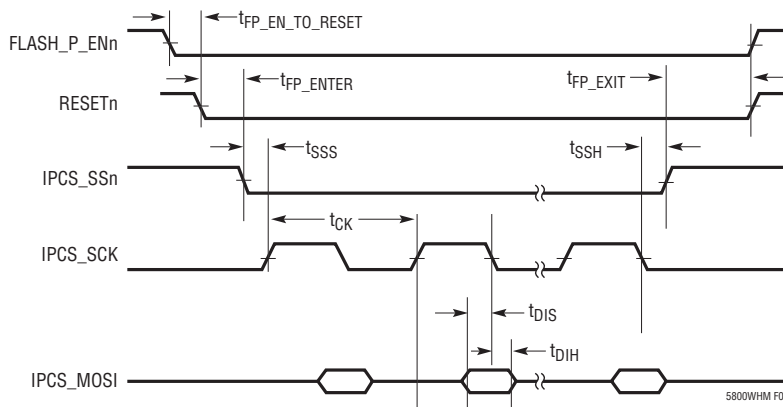 FLASH_P_ENn
tFP_EN_TO_RESET
tFP_ENTER
tFP_EXIT
RESETn
tSSS
tSSH
IPCS_SSn
tCK
IPCS_SCK
tDIS
tDIH
IPCS_MOSI
5800WHM F0